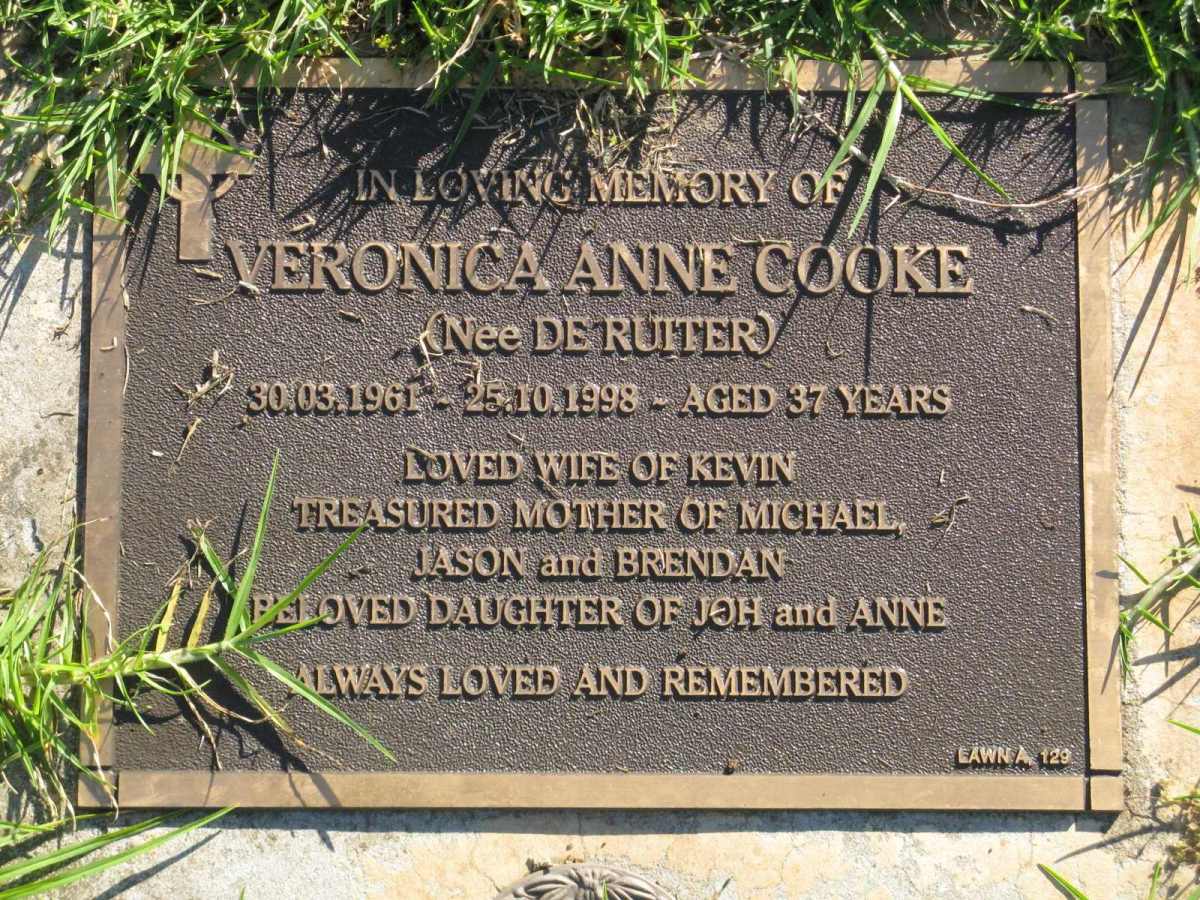 IN LOVING MEMORY OF
VERONICA ANNE COOKE
(Nee DE RUITER)
30.03.1961 - 25.10.1998 - AGED 37 YEARS
LOVED WIFE OF KEVIN
TREASURED MOTHER OF MICHAEL,
JASON and BRENDAN
BELOVED DAUGHTER OF JOH and ANNE
ALWAYS LOVED AND REMEMBERED
LAWN A, 129